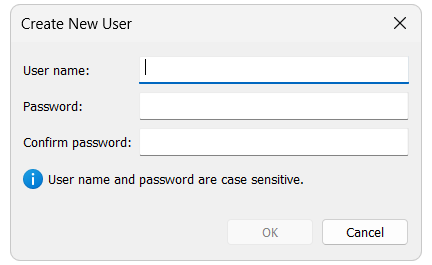 Create New User
User name:
Password:
Confirm password:
User name and password are case sensitive.
OK Cancel